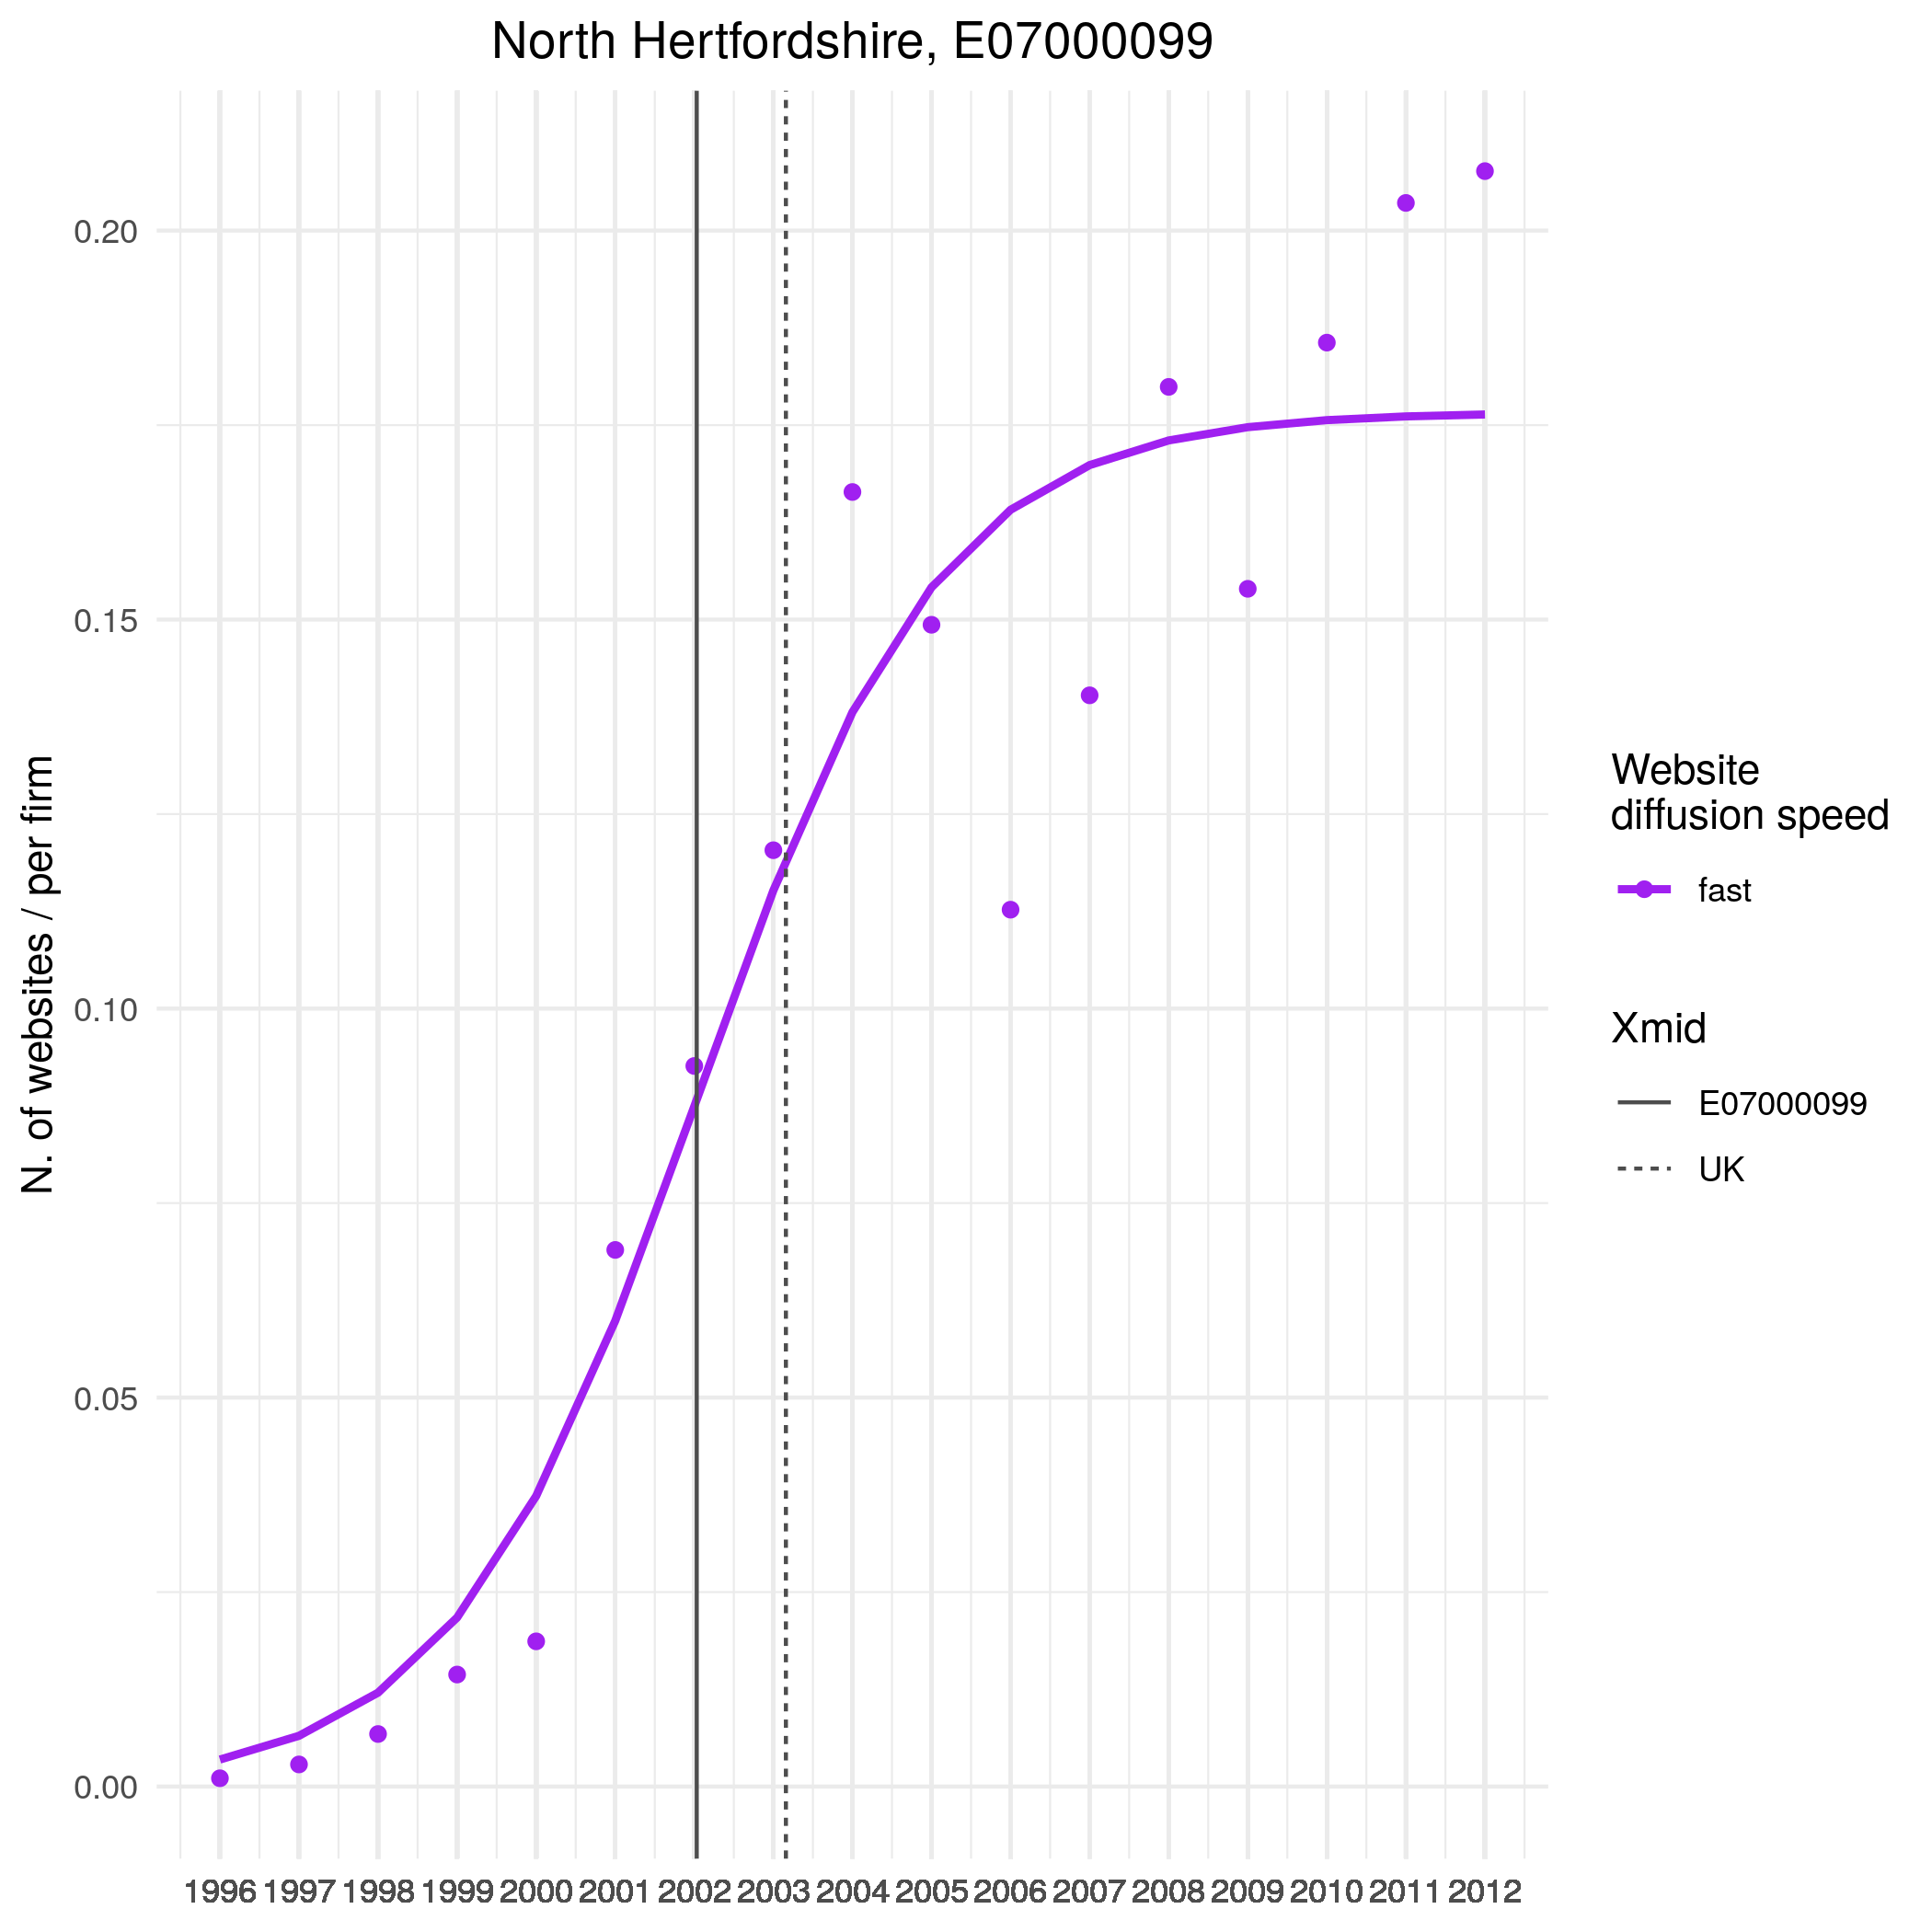 North Hertfordshire, E07000099
N. of websites / per firm
0.20
0.15
0.10
0.05
0.00
1996 1997 1998 1999 2000 2001 2002 2003 2004 2005 2006 2007 2008 2009 2010 2011 2012
Website
diffusion speed
fast
Xmid
E07000099
UK